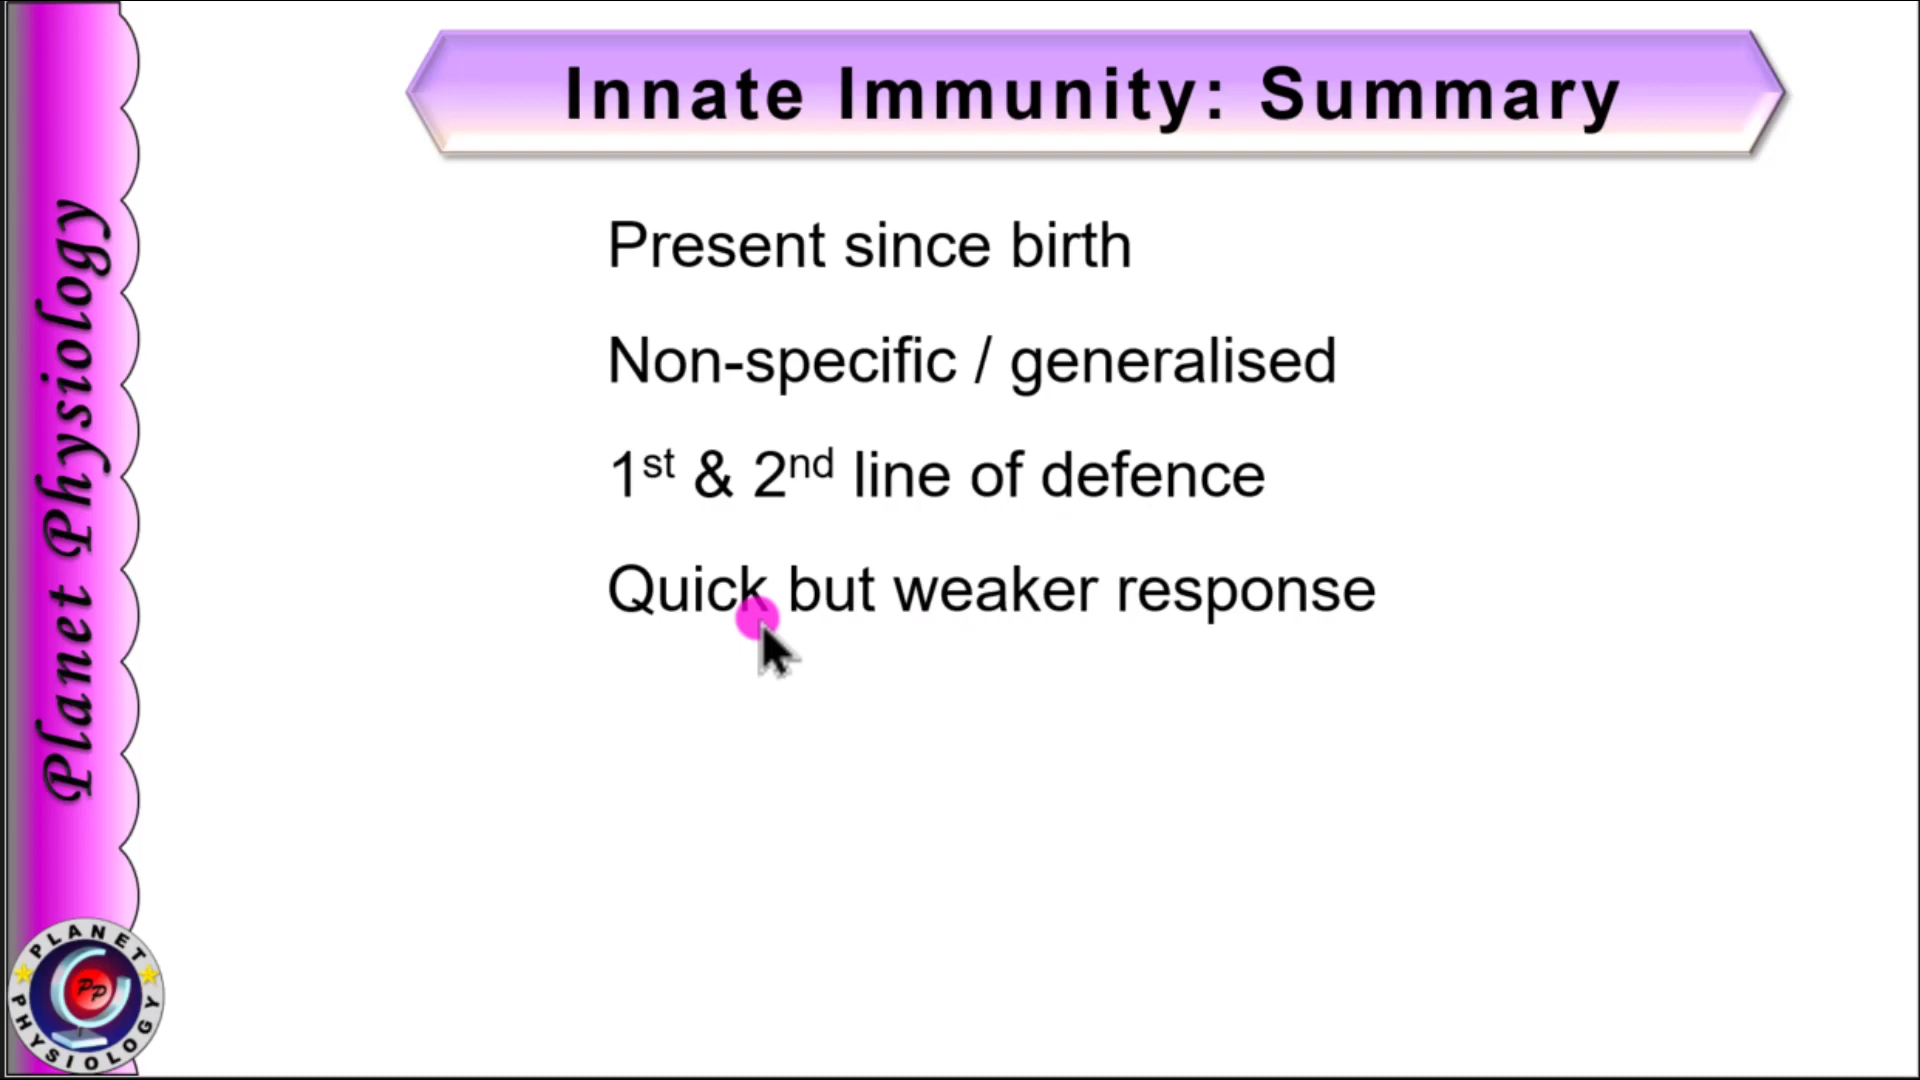 Innate Immunity: Summary
Present since birth
Non-specific / generalised
1st & 2nd line of defence
Quick but weaker response
Planet Physiology
PLANET
PP
PHYSIOLOGY